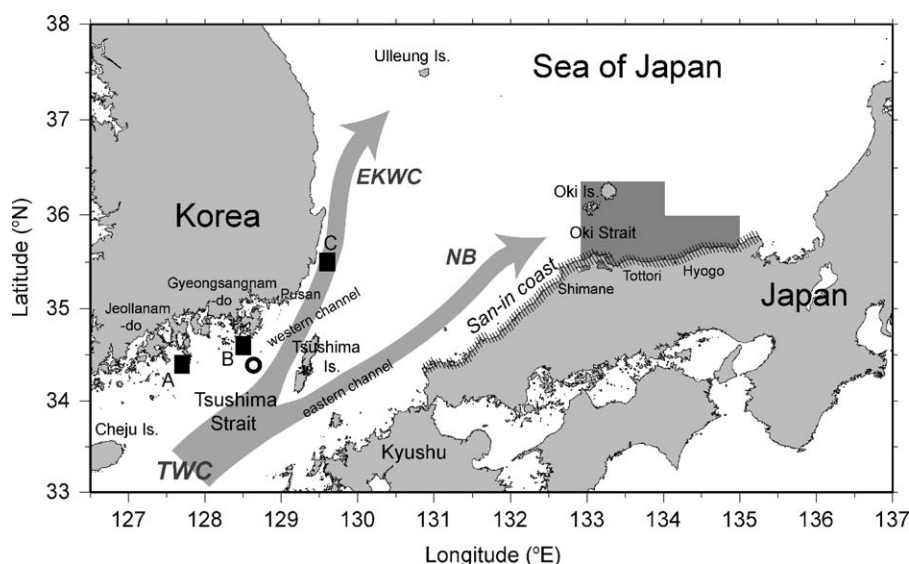 38
37
36
35
34
33
Latitude (°N)
127
128
129
130
131
132
133
134
135
136
137
Longitude (°E)
Ulleung Is.
Sea of Japan
EKWC
Korea
Oki Is.
Oki Strait
C
NB
Gyeongsangnam
-do
Pusan
Jeollanam
-do
San-in coast
Shimane
Tottori
Hyogo
Japan
western channel
B
A
Tsushima
Is.
eastern channel
Tsushima
Strait
Cheju Is.
TWC
Kyushu